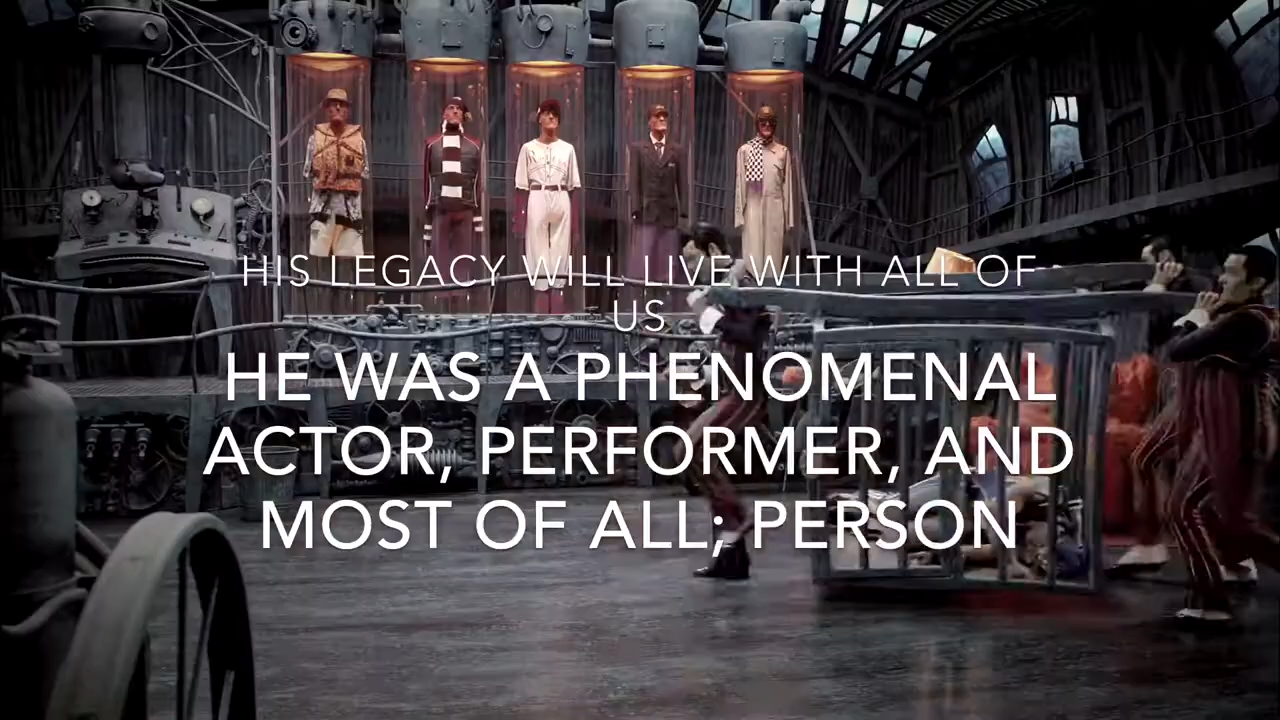 HIS LEGACY WILL LIVE WITH ALL OF
US
HE WAS A PHENOMENAL
ACTOR, PERFORMER, AND
MOST OF ALL; PERSON